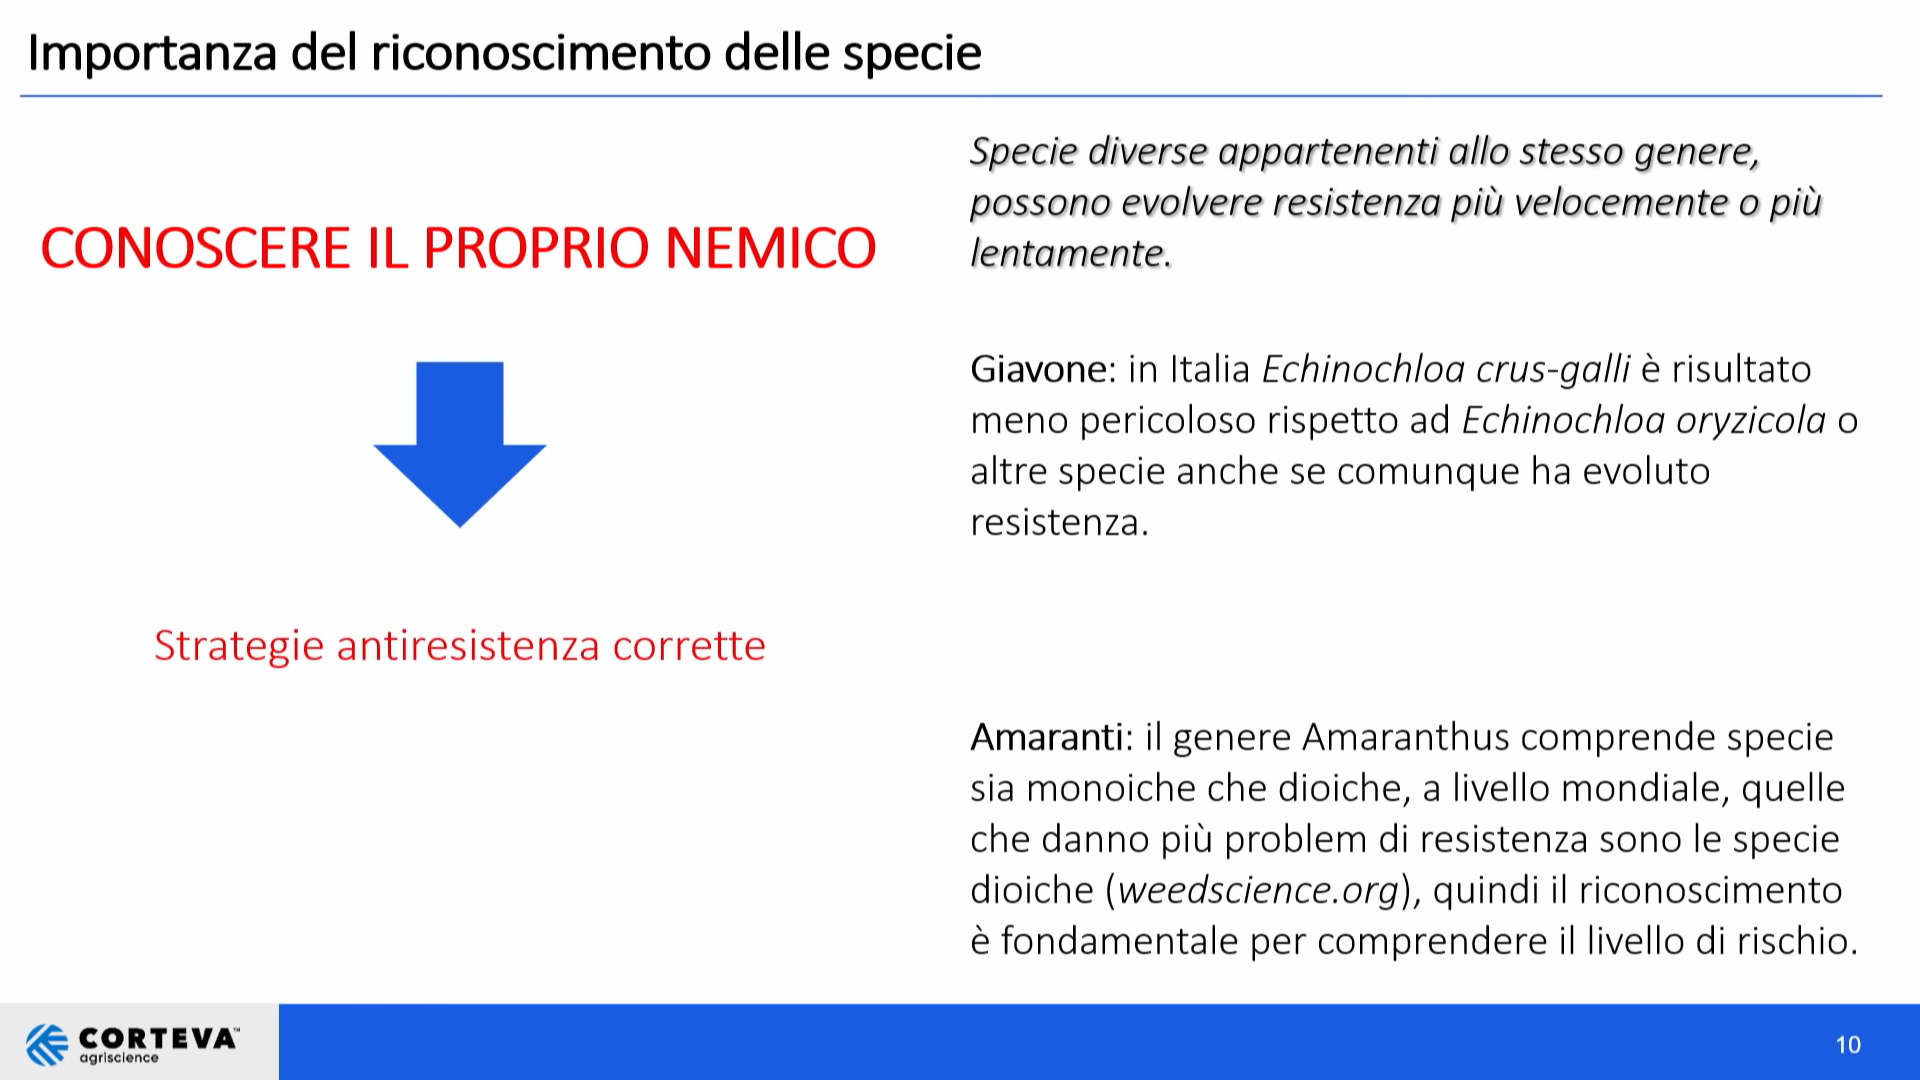 Importanza del riconoscimento delle specie
CONOSCERE IL PROPRIO NEMICO
Strategie antiresistenza corrette
Specie diverse appartenenti allo stesso genere,
possono evolvere resistenza più velocemente o più
lentamente.
Giavone: in Italia Echinochloa crus-galli è risultato
meno pericoloso rispetto ad Echinochloa oryzicola o
altre specie anche se comunque ha evoluto
resistenza.
Amaranti: il genere Amaranthus comprende specie
sia monoiche che dioiche, a livello mondiale, quelle
che danno più problem di resistenza sono le specie
dioiche (weedscience.org), quindi il riconoscimento
è fondamentale per comprendere il livello di rischio.
CORTEVA™
agriscience
10